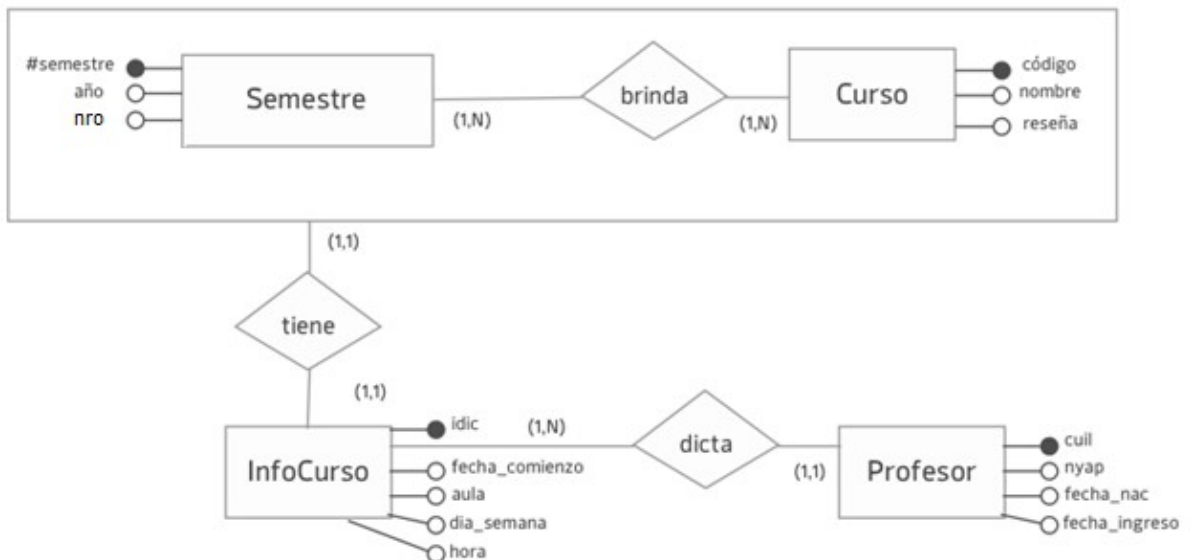 #semestre
año
nro
Semestre
(1,N)
brinda
(1,N)
Curso
código
nombre
reseña
(1,1)
tiene
(1,1)
InfoCurso
idic
fecha_comienzo
aula
dia_semana
hora
(1,N)
dicta
(1,1)
Profesor
cuil
nyap
fecha_nac
fecha_ingreso